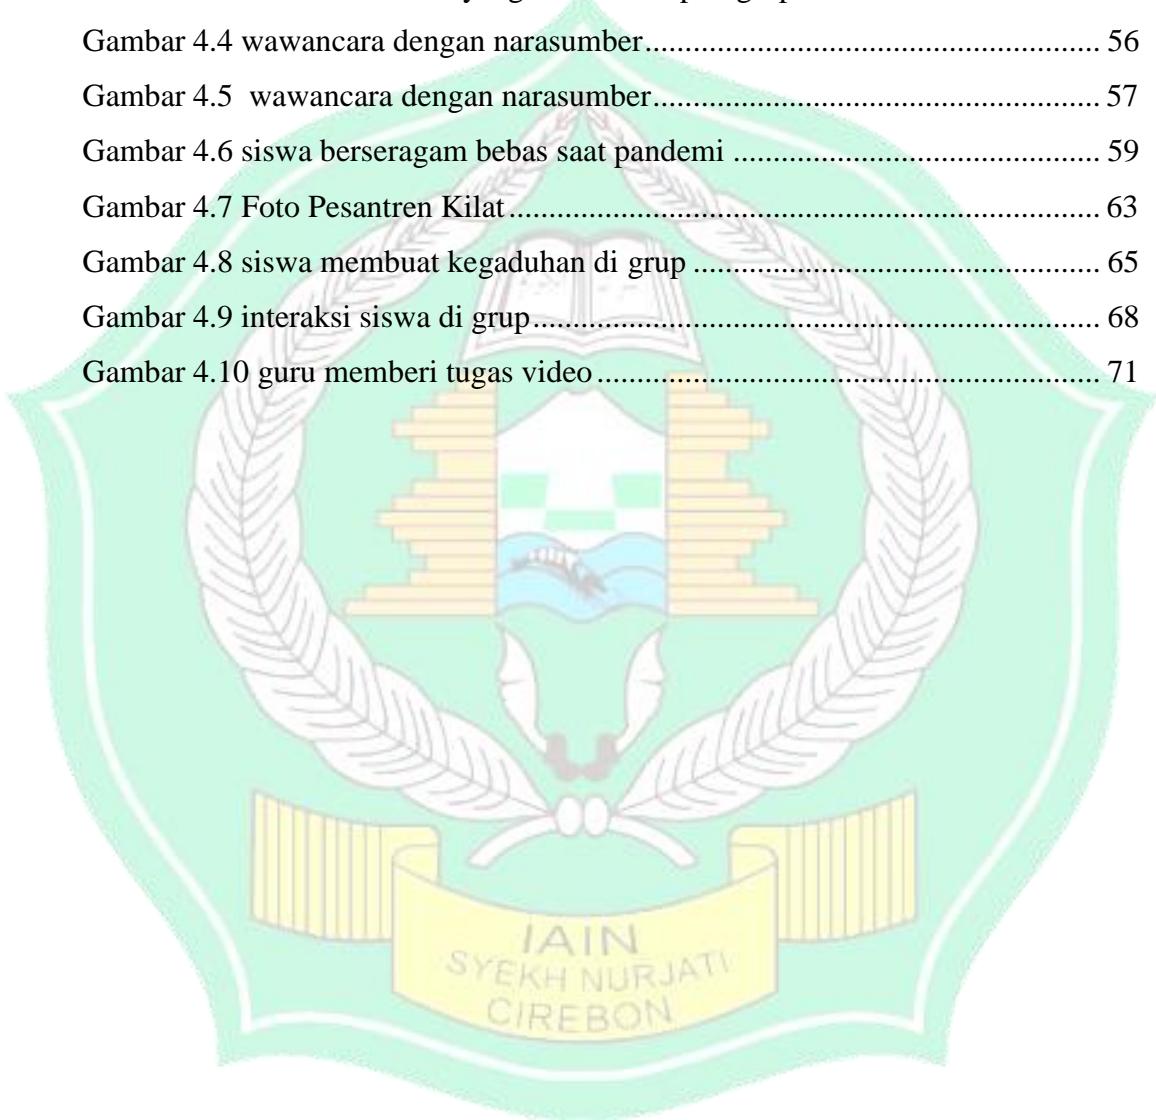 Gambar 4.4 wawancara dengan narasumber........................................................ 56
Gambar 4.5  wawancara dengan narasumber....................................................... 57
Gambar 4.6 siswa berseragam bebas saat pandemi ............................................. 59
Gambar 4.7 Foto Pesantren Kilat......................................................................... 63
Gambar 4.8 siswa membuat kegaduhan di grup .................................................. 65
Gambar 4.9 interaksi siswa di grup...................................................................... 68
Gambar 4.10 guru memberi tugas video.............................................................. 71
IAIN
SYEKH NURJATI
CIREBON